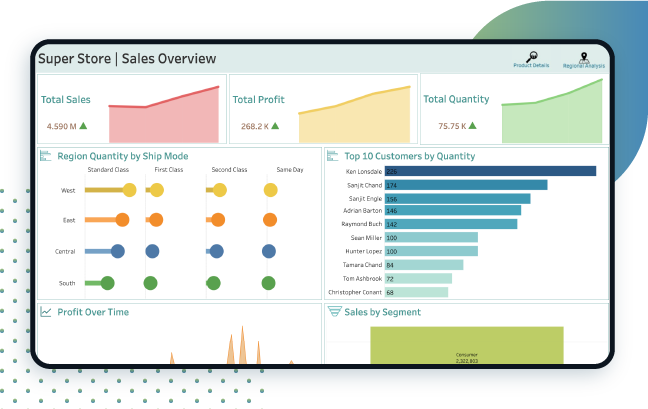 Super Store | Sales Overview
Product Details
Regional Analysis
Total Sales
4.590 M
Total Profit
268.2 K
Total Quantity
75.75 K
Region Quantity by Ship Mode
Standard Class First Class Second Class Same Day
West
East
Central
South
Top 10 Customers by Quantity
Ken Lonsdale 226
Sanjit Chand 174
Sanjit Engle 156
Adrian Barton 146
Raymond Buch 142
Sean Miller 100
Hunter Lopez 100
Tamara Chand 84
Tom Ashbrook 72
Christopher Conant 68
Profit Over Time
Sales by Segment
Consumer
2,322,803